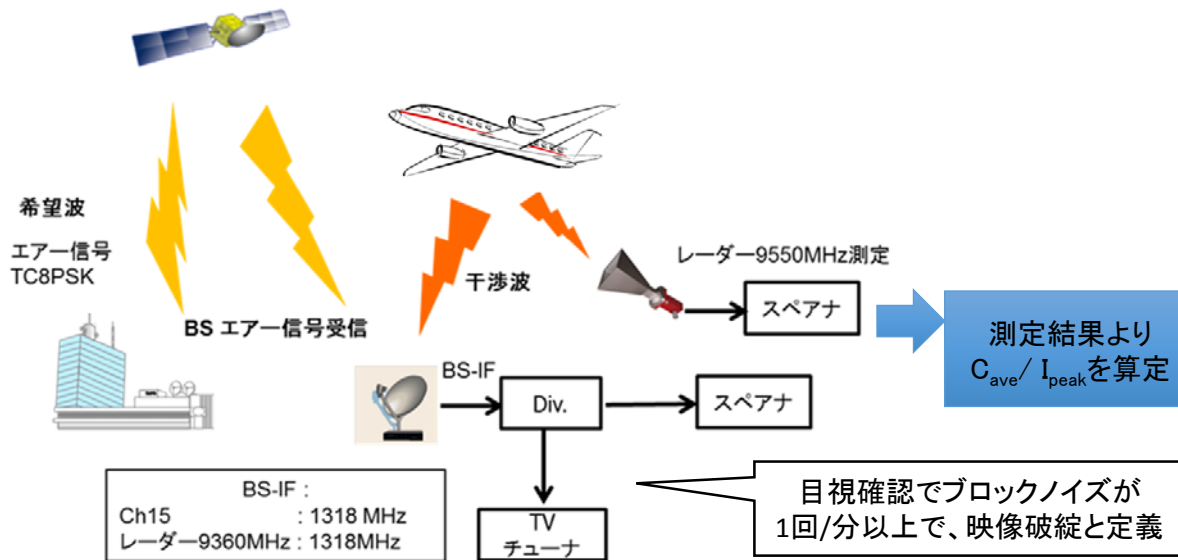 希望波
エアー信号
TC8PSK
BS エアー信号受信
干渉波
レーダー9550MHz測定
スペアナ
測定結果より
Cave/ Ipeakを算定
BS-IF
Div.
スペアナ
BS-IF :
Ch15 : 1318 MHz
レーダー9360MHz : 1318MHz
TV
チューナ
目視確認でブロックノイズが
1回/分以上で、映像破綻と定義